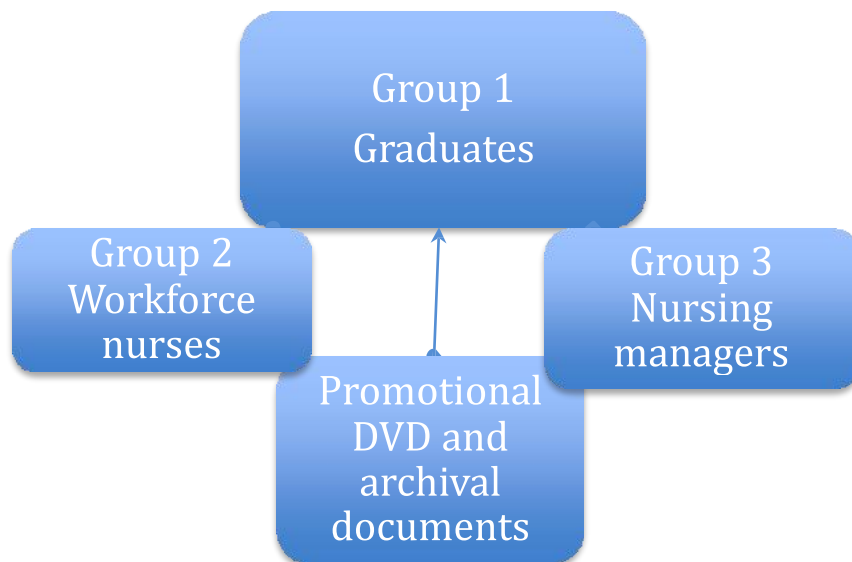 Group 1
Graduates
Group 2
Workforce
nurses
Group 3
Nursing
managers
Promotional
DVD and
archival
documents